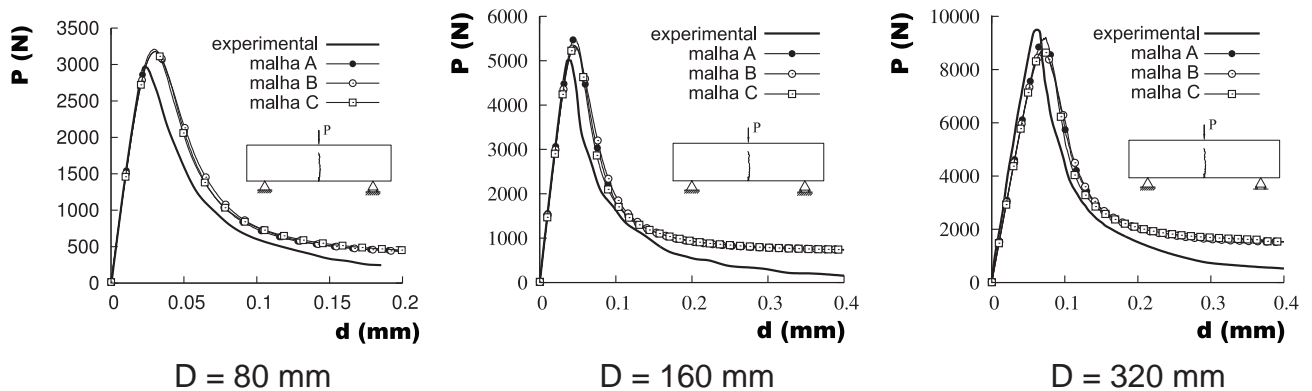 P (N)
3500
3000
2500
2000
1500
1000
500
0
experimental
malha A
malha B
malha C
P
0
0.05
0.1
0.15
0.2
d (mm)
D = 80 mm
P (N)
6000
5000
4000
3000
2000
1000
0
experimental
malha A
malha B
malha C
P
0
0.1
0.2
0.3
0.4
d (mm)
D = 160 mm
P (N)
10000
8000
6000
4000
2000
0
experimental
malha A
malha B
malha C
P
0
0.1
0.2
0.3
0.4
d (mm)
D = 320 mm